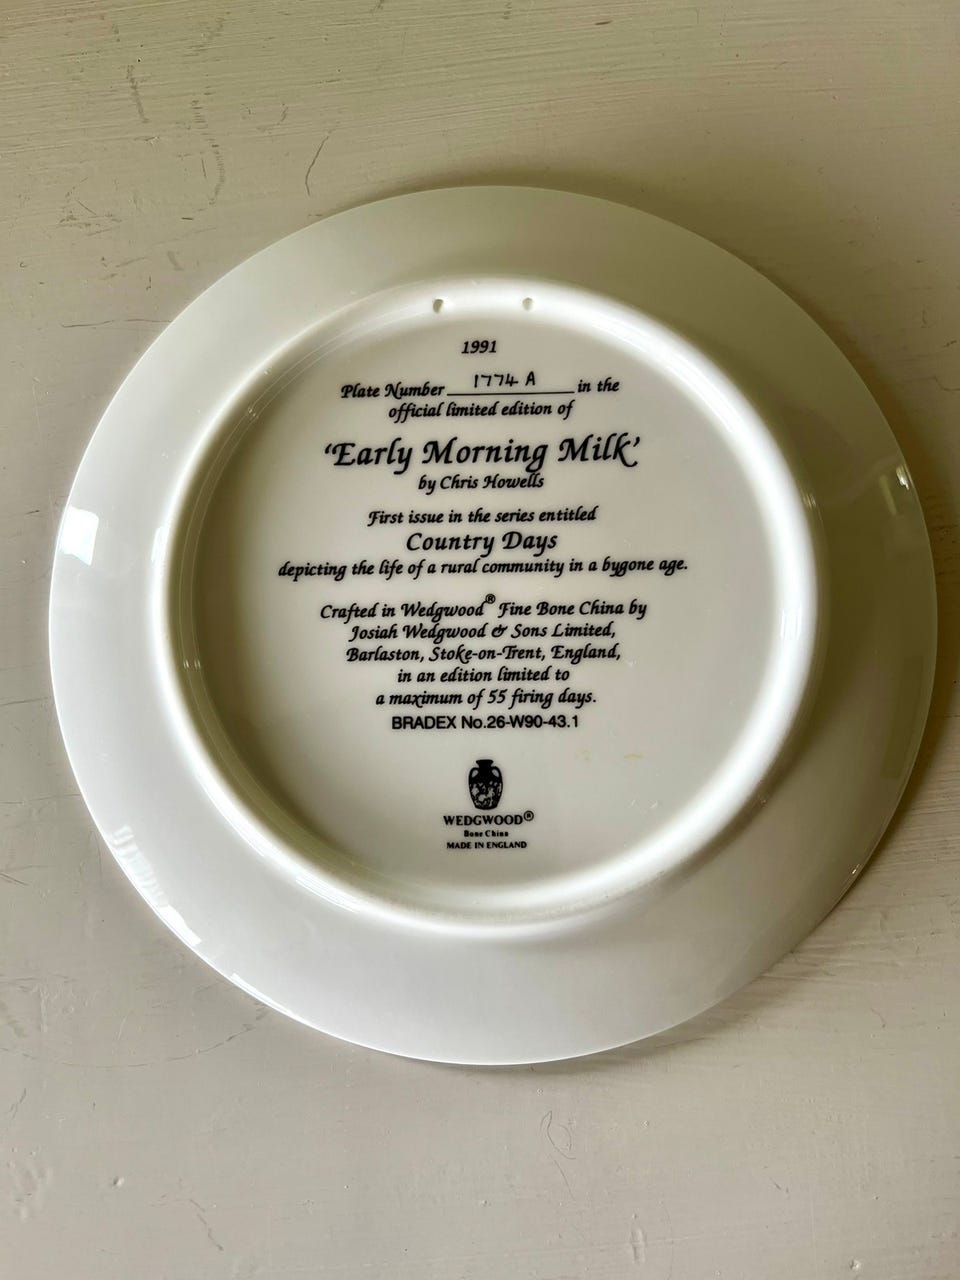 1991
Plate Number 1774 A in the
official limited edition of
‘Early Morning Milk’
by Chris Howells
First issue in the series entitled
Country Days
depicting the life of a rural community in a bygone age.
Crafted in Wedgwood® Fine Bone China by
Josiah Wedgwood & Sons Limited,
Barlaston, Stoke-on-Trent, England,
in an edition limited to
a maximum of 55 firing days.
BRADEX No.26-W90-43.1
WEDGWOOD®
Bone China
MADE IN ENGLAND